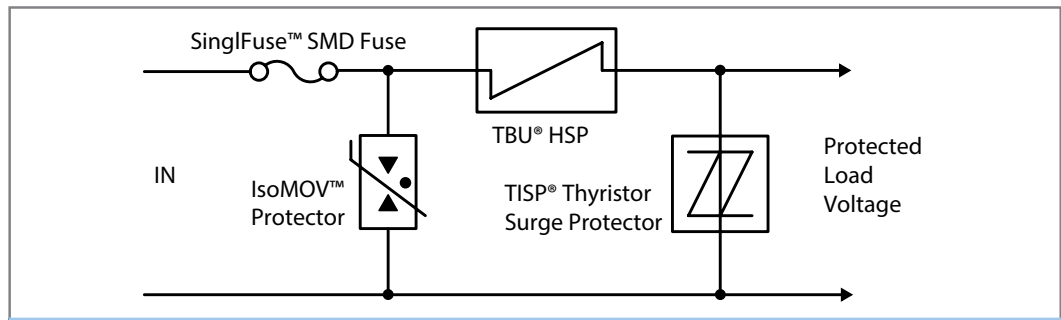 SinglFuse™ SMD Fuse
TBU® HSP
IN
IsoMOV™
Protector
TISP® Thyristor
Surge Protector
Protected
Load
Voltage